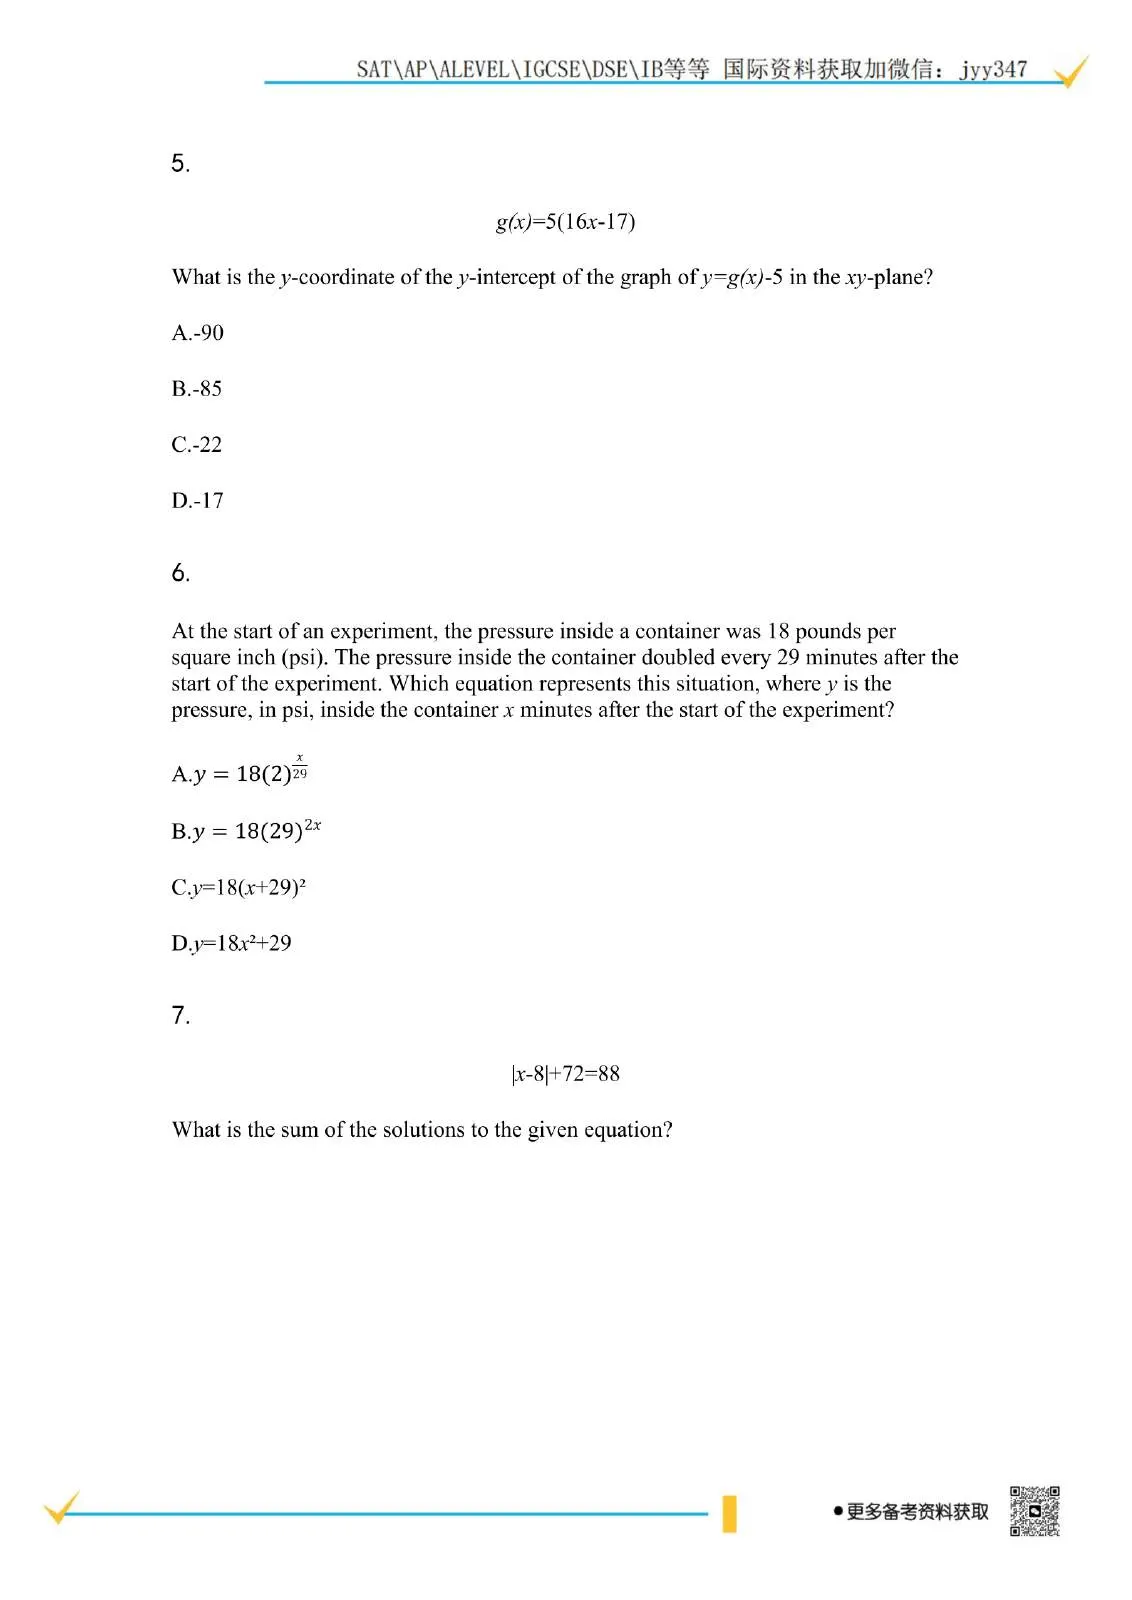 SAT\AP\ALEVEL\IGCSE\DSE\IB等等 国际资料获取加微信：jyy347
5.
g(x)=5(16x-17)
What is the y-coordinate of the y-intercept of the graph of y=g(x)-5 in the xy-plane?
A.-90
B.-85
C.-22
D.-17
6.
At the start of an experiment, the pressure inside a container was 18 pounds per
square inch (psi). The pressure inside the container doubled every 29 minutes after the
start of the experiment. Which equation represents this situation, where y is the
pressure, in psi, inside the container x minutes after the start of the experiment?
A.y = 18(2)^(x/29)
B.y = 18(29)^(2x)
C.y=18(x+29)²
D.y=18x²+29
7.
|x-8|+72=88
What is the sum of the solutions to the given equation?
●更多备考资料获取